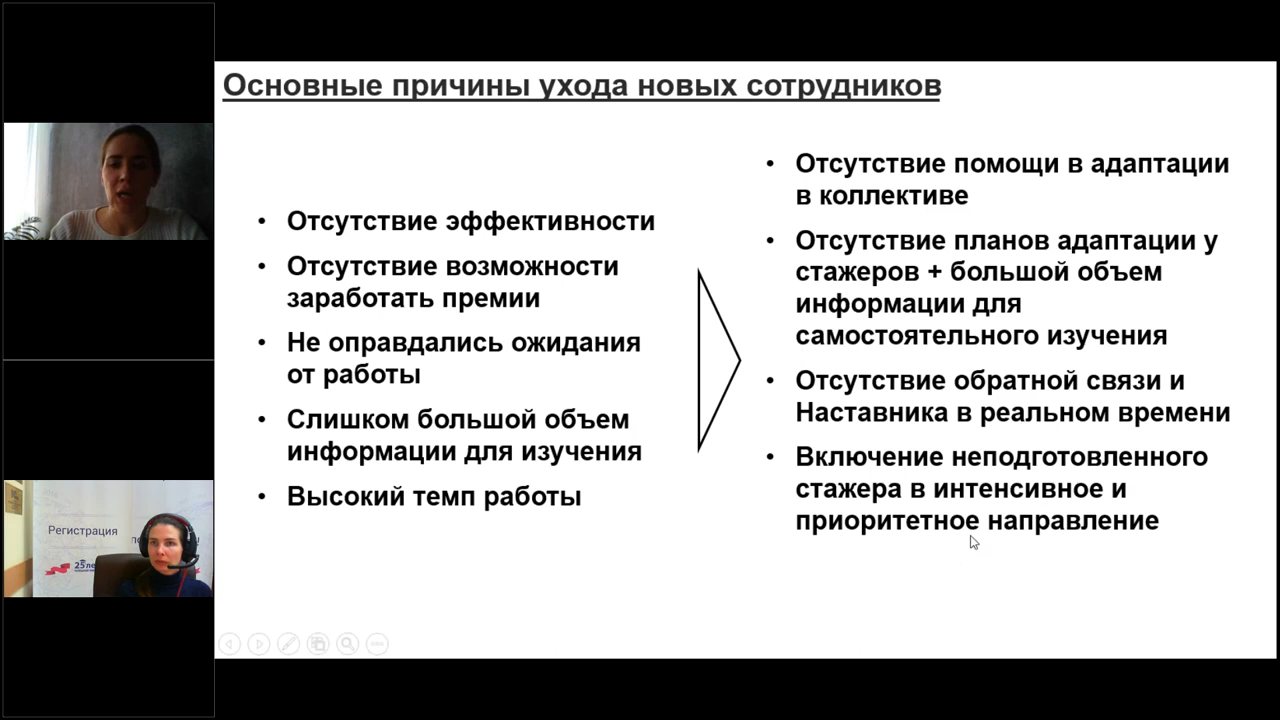 Основные причины ухода новых сотрудников
• Отсутствие эффективности
• Отсутствие возможности
заработать премии
• Не оправдались ожидания
от работы
• Слишком большой объем
информации для изучения
• Высокий темп работы
• Отсутствие помощи в адаптации
в коллективе
• Отсутствие планов адаптации у
стажеров + большой объем
информации для
самостоятельного изучения
• Отсутствие обратной связи и
Наставника в реальном времени
• Включение неподготовленного
стажера в интенсивное и
приоритетное направление
Регистрация
25 ле